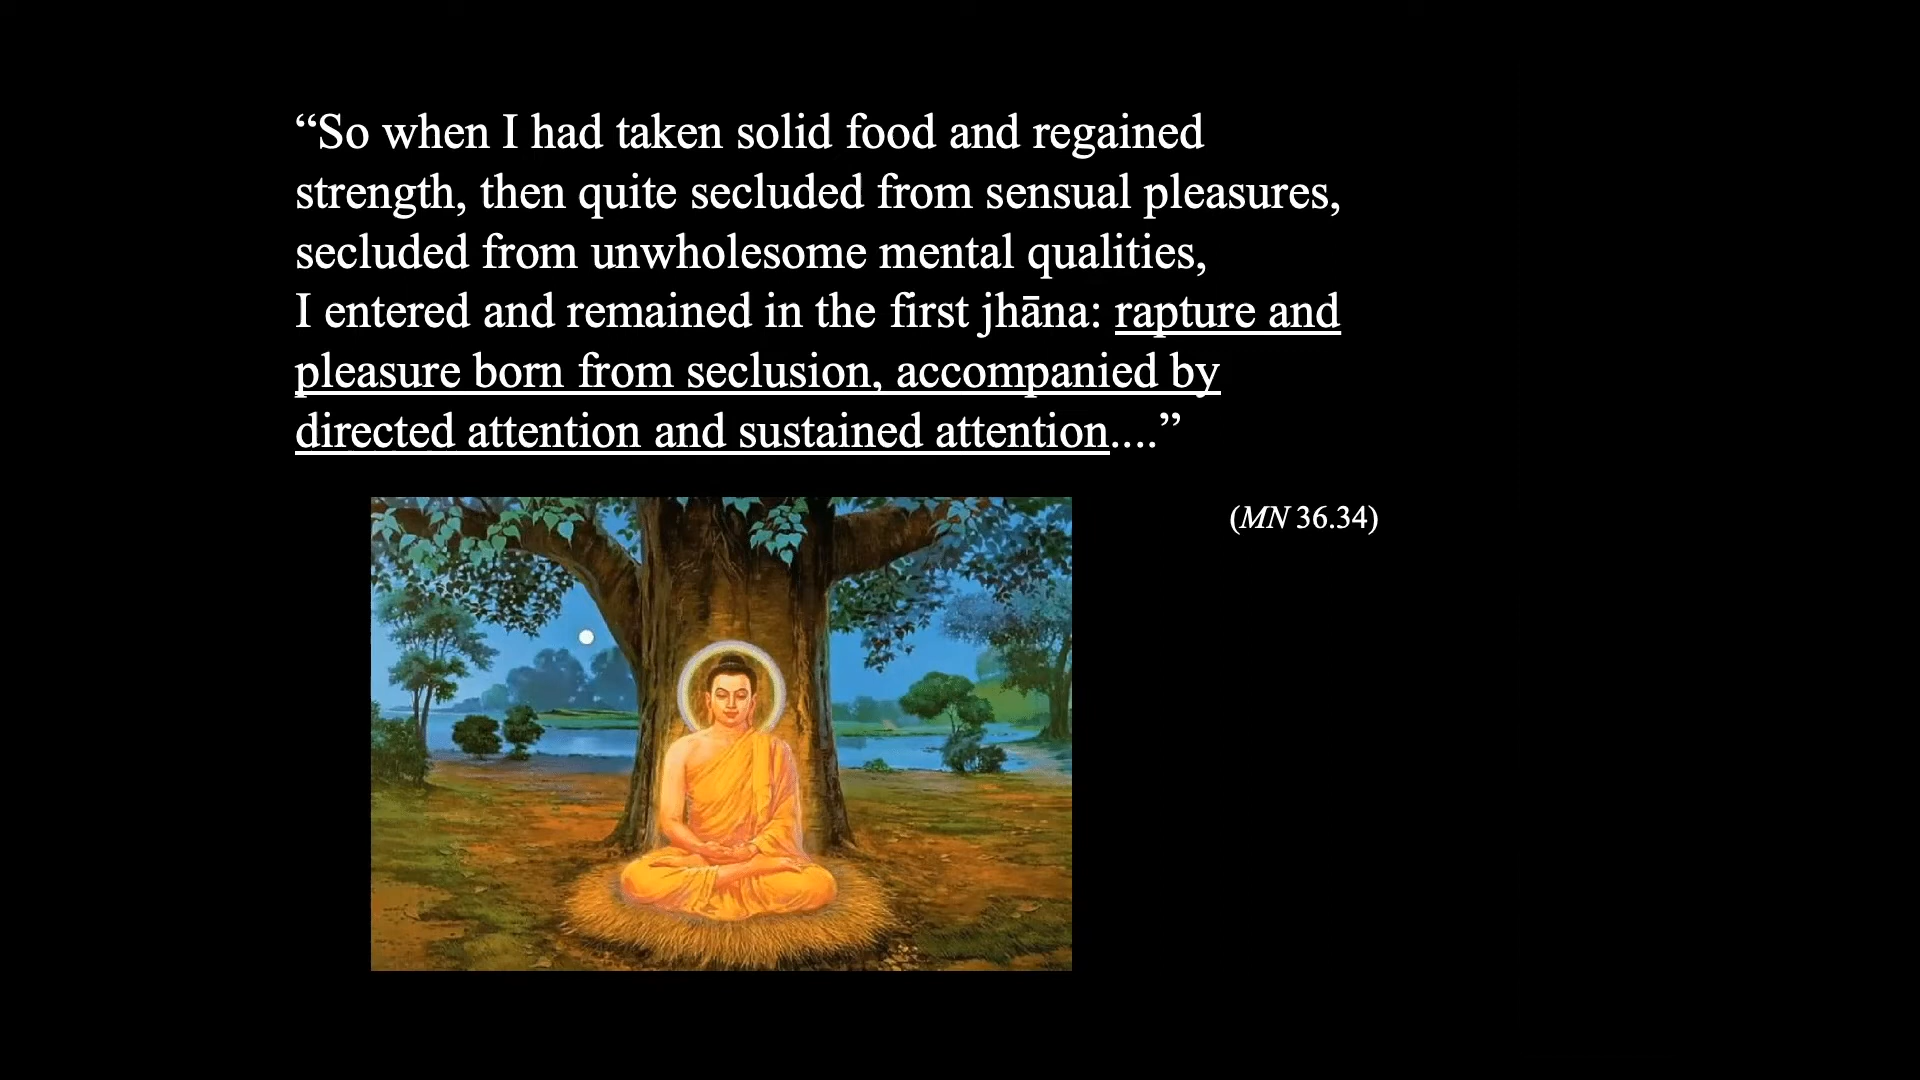 “So when I had taken solid food and regained
strength, then quite secluded from sensual pleasures,
secluded from unwholesome mental qualities,
I entered and remained in the first jhāna: rapture and
pleasure born from seclusion, accompanied by
directed attention and sustained attention....”
(MN 36.34)